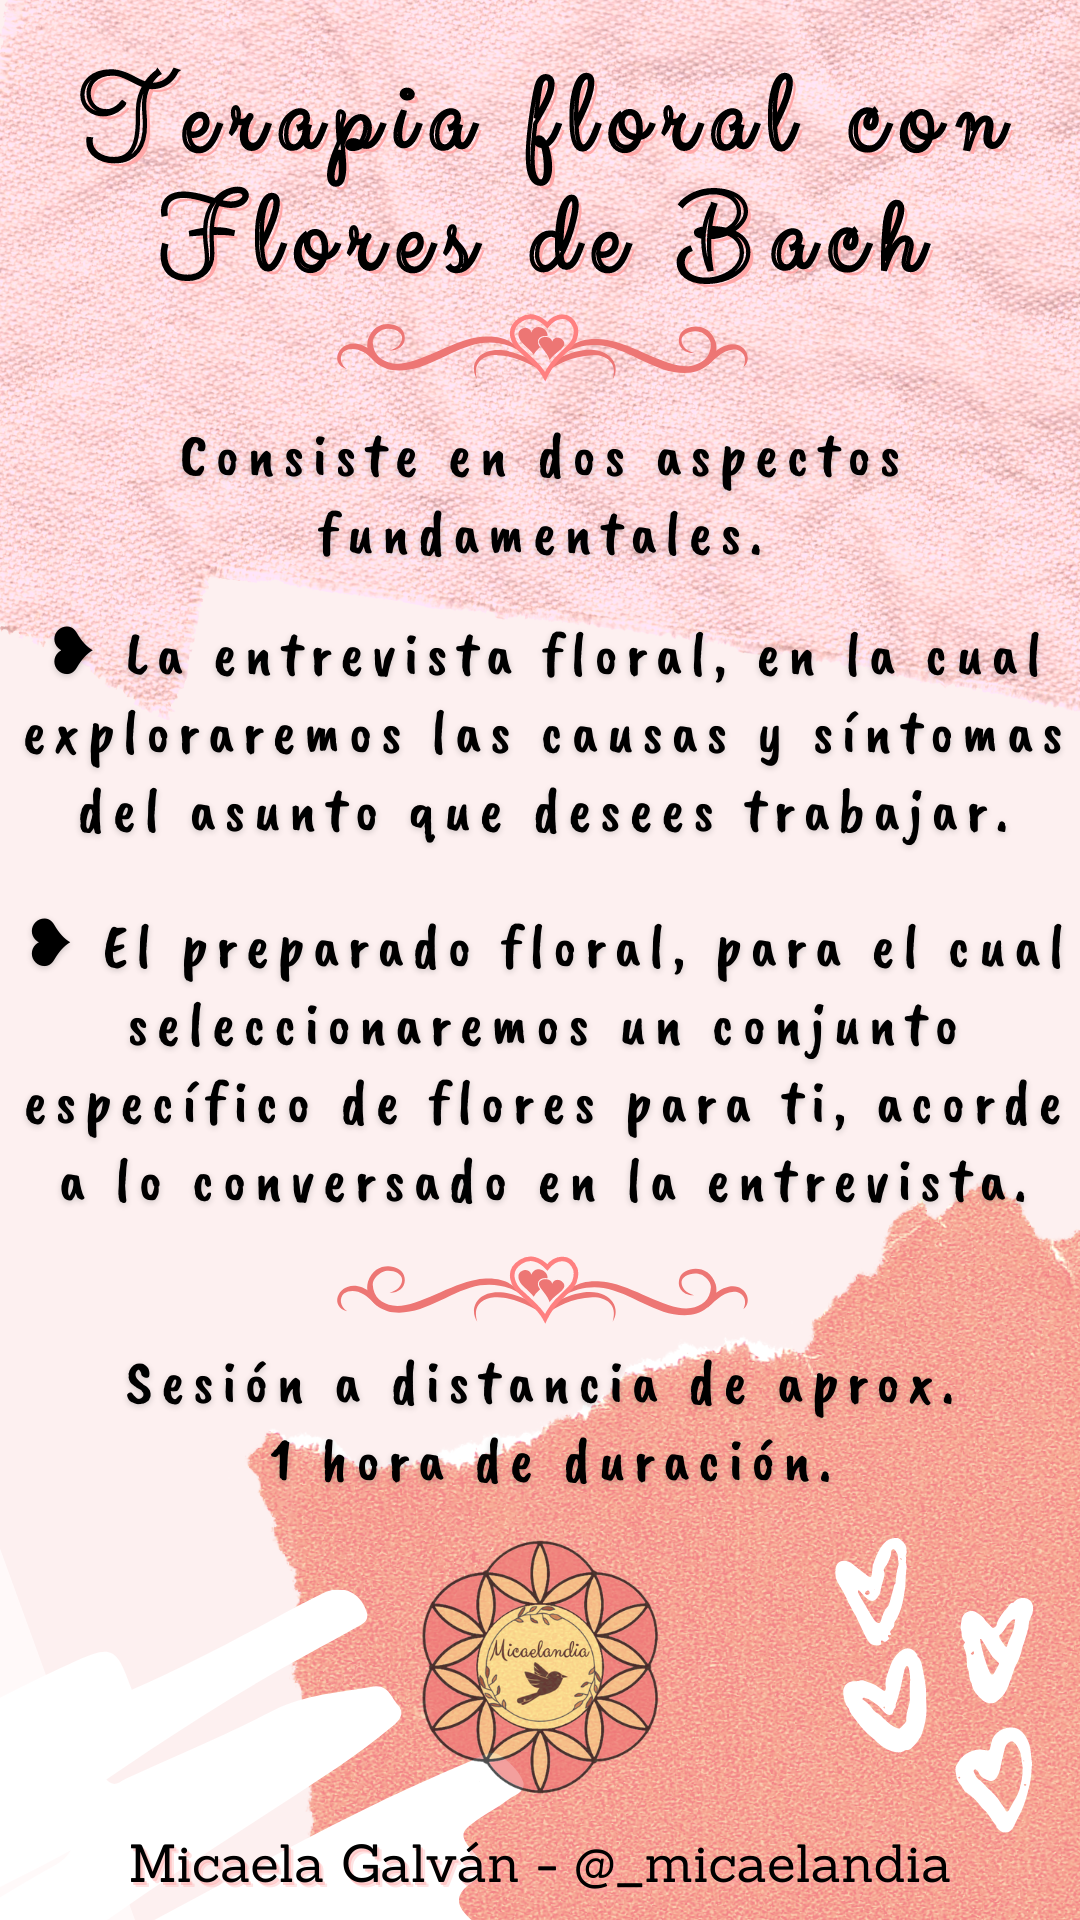 Terapia floral con
Flores de Bach
Consiste en dos aspectos
fundamentales.
❥ La entrevista floral, en la cual
exploraremos las causas y síntomas
del asunto que desees trabajar.
❥ El preparado floral, para el cual
seleccionaremos un conjunto
específico de flores para ti, acorde
a lo conversado en la entrevista.
Sesión a distancia de aprox.
1 hora de duración.
Micaelandia
Micaela Galván - @_micaelandia